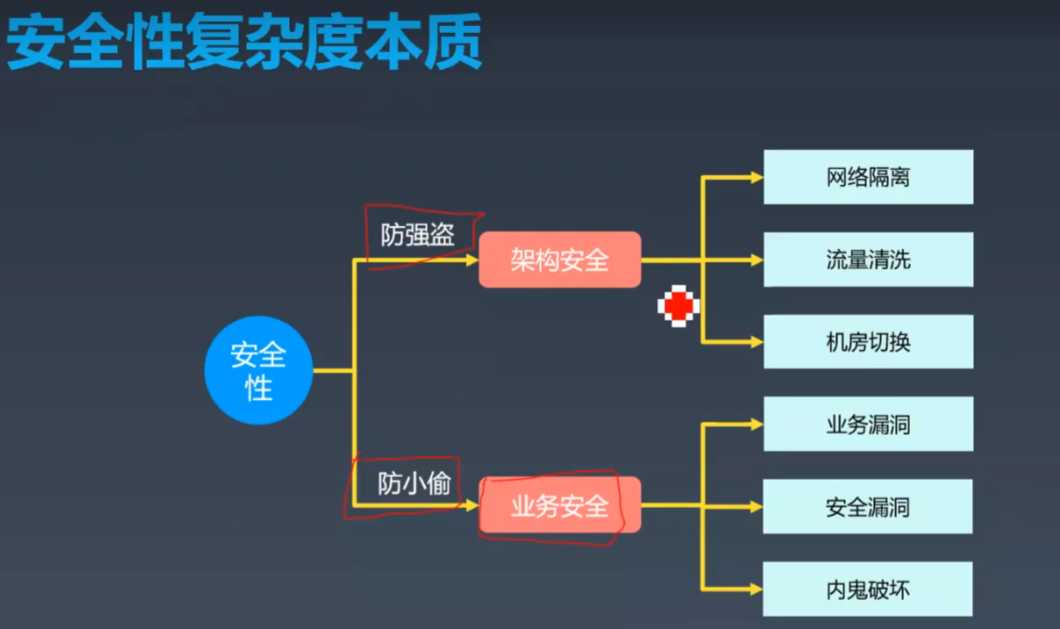 安全性复杂度本质
网络隔离
防强盗
架构安全
流量清洗
机房切换
安全
性
业务漏洞
防小偷
业务安全
安全漏洞
内鬼破坏